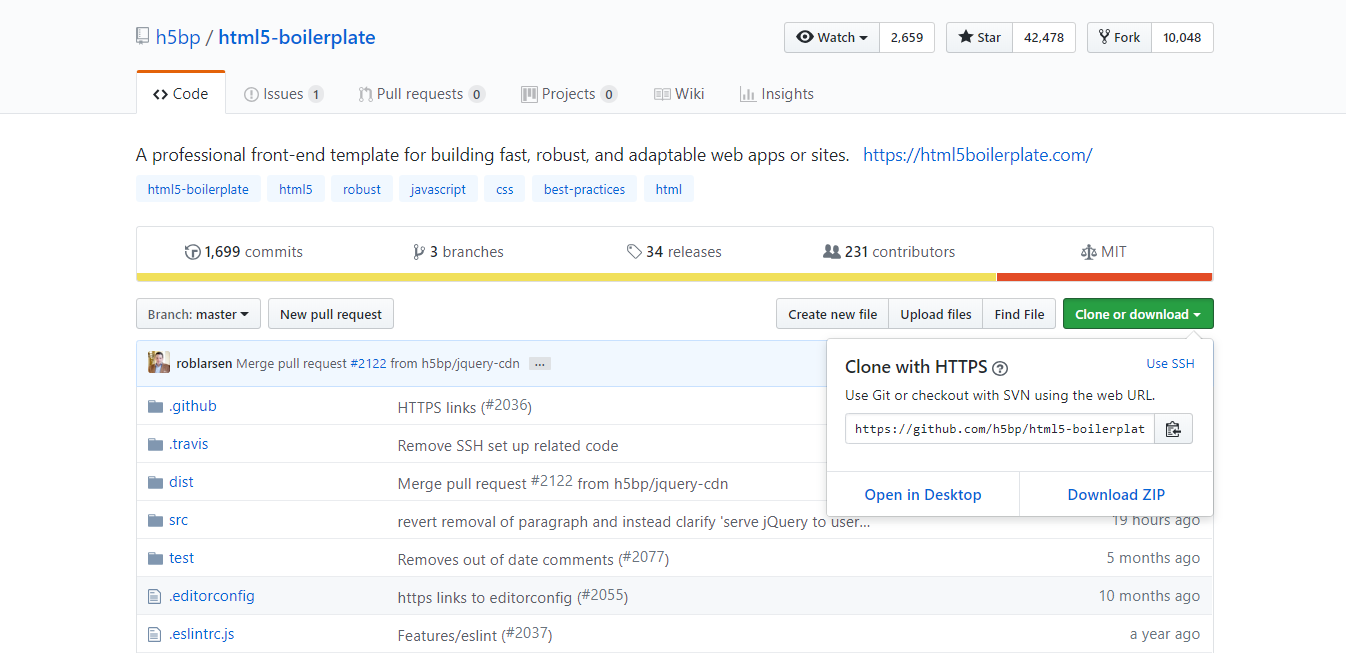 h5bp / html5-boilerplate Watch 2,659 Star 42,478 Fork 10,048
Code Issues 1 Pull requests 0 Projects 0 Wiki Insights
A professional front-end template for building fast, robust, and adaptable web apps or sites. https://html5boilerplate.com/
html5-boilerplate html5 robust javascript css best-practices html
1,699 commits 3 branches 34 releases 231 contributors MIT
Branch: master New pull request Create new file Upload files Find File Clone or download
roblarsen Merge pull request #2122 from h5bp/jquery-cdn ...
Clone with HTTPS ? Use SSH
Use Git or checkout with SVN using the web URL.
https://github.com/h5bp/html5-boilerplat
Open in Desktop Download ZIP
.github HTTPS links (#2036)
.travis Remove SSH set up related code
dist Merge pull request #2122 from h5bp/jquery-cdn
src revert removal of paragraph and instead clarify 'serve jQuery to user... 19 hours ago
test Removes out of date comments (#2077) 5 months ago
.editorconfig https links to editorconfig (#2055) 10 months ago
.eslintrc.js Features/eslint (#2037) a year ago